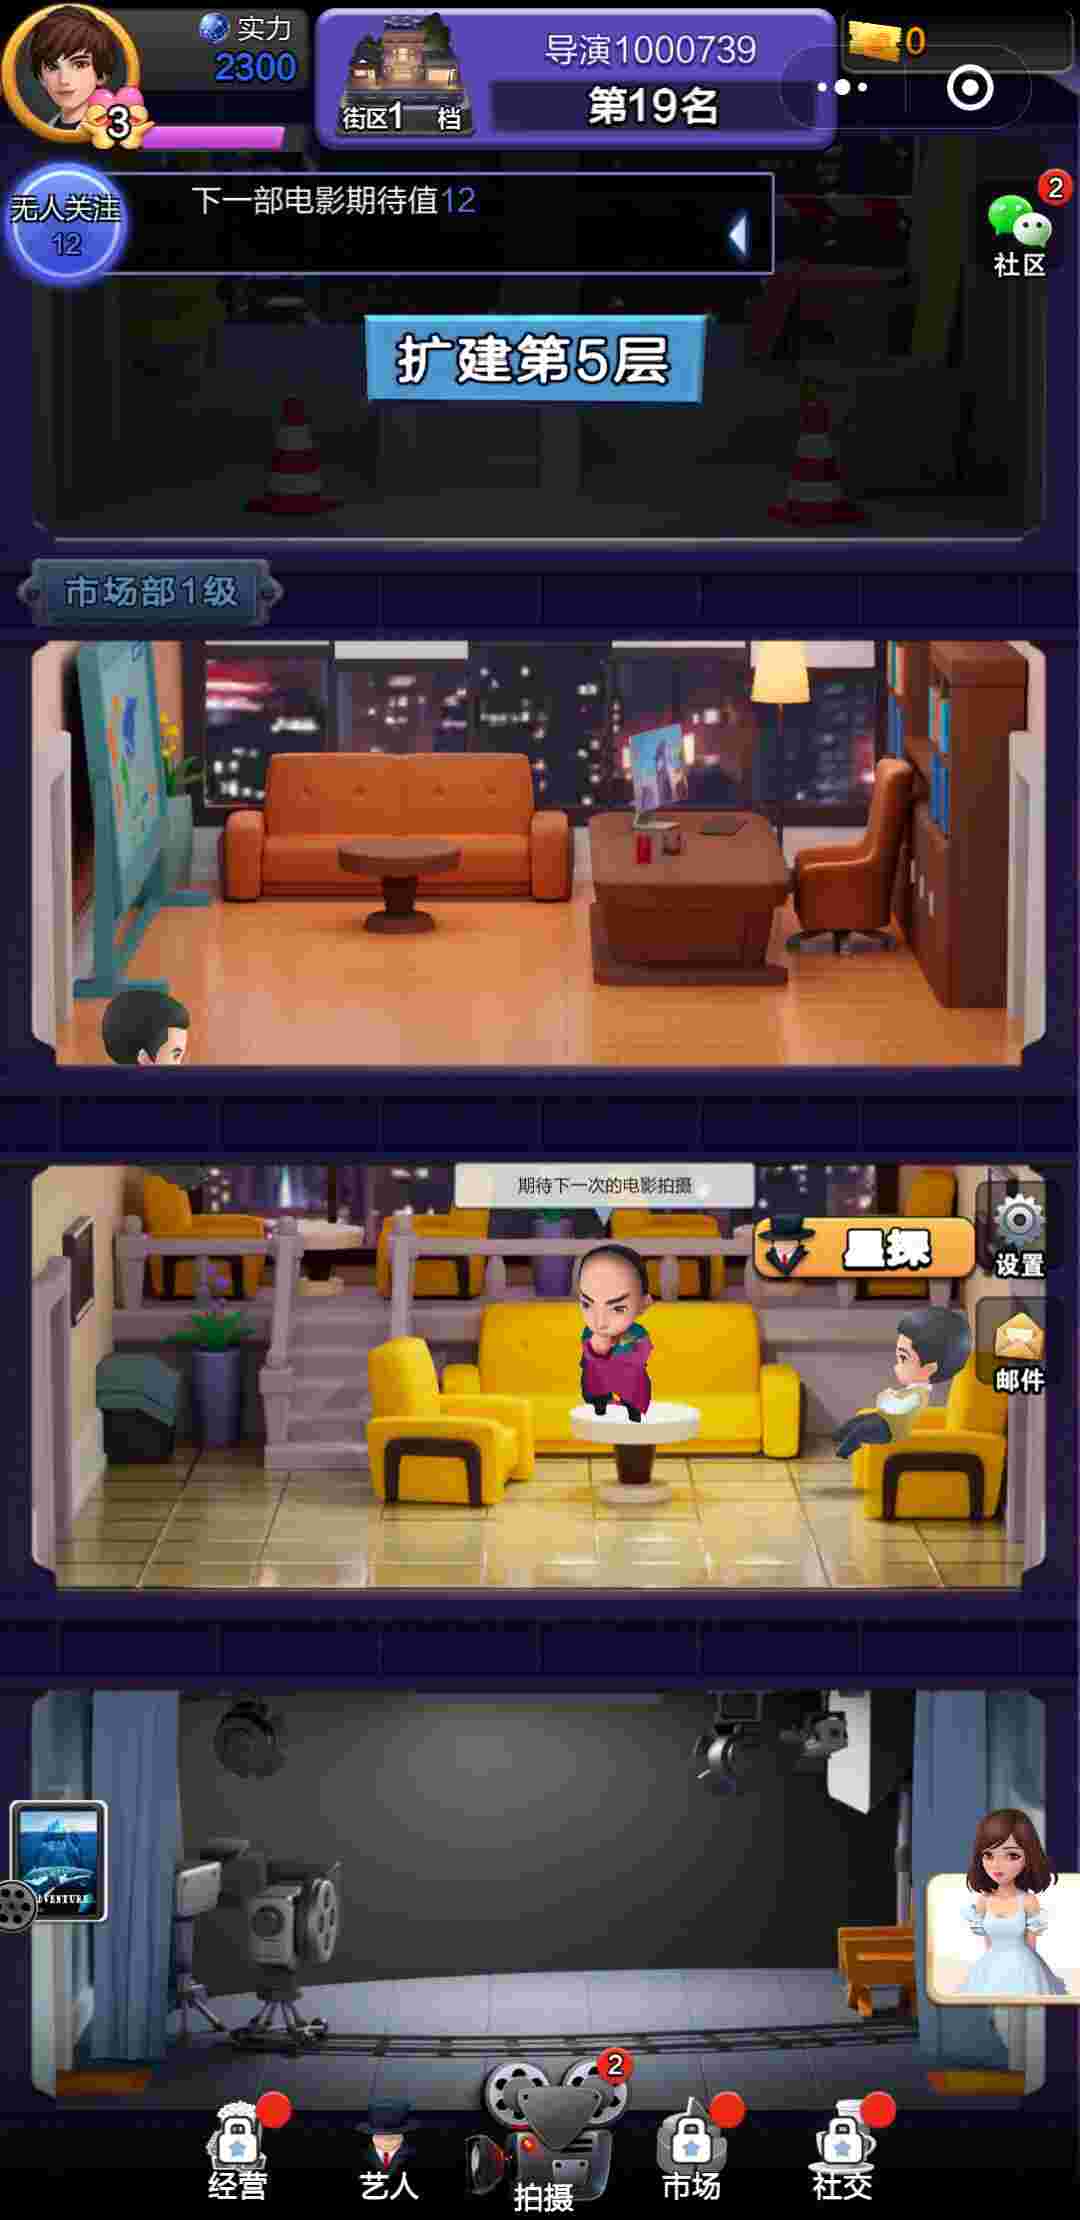 实力
2300
3
街区1 档
导演1000739
第19名
0
无人关注
12
下一部电影期待值12
2
社区
扩建第5层
市场部1级
期待下一次的电影拍摄
星探
设置
邮件
ADVENTURE
2
经营
艺人
拍摄
市场
社交